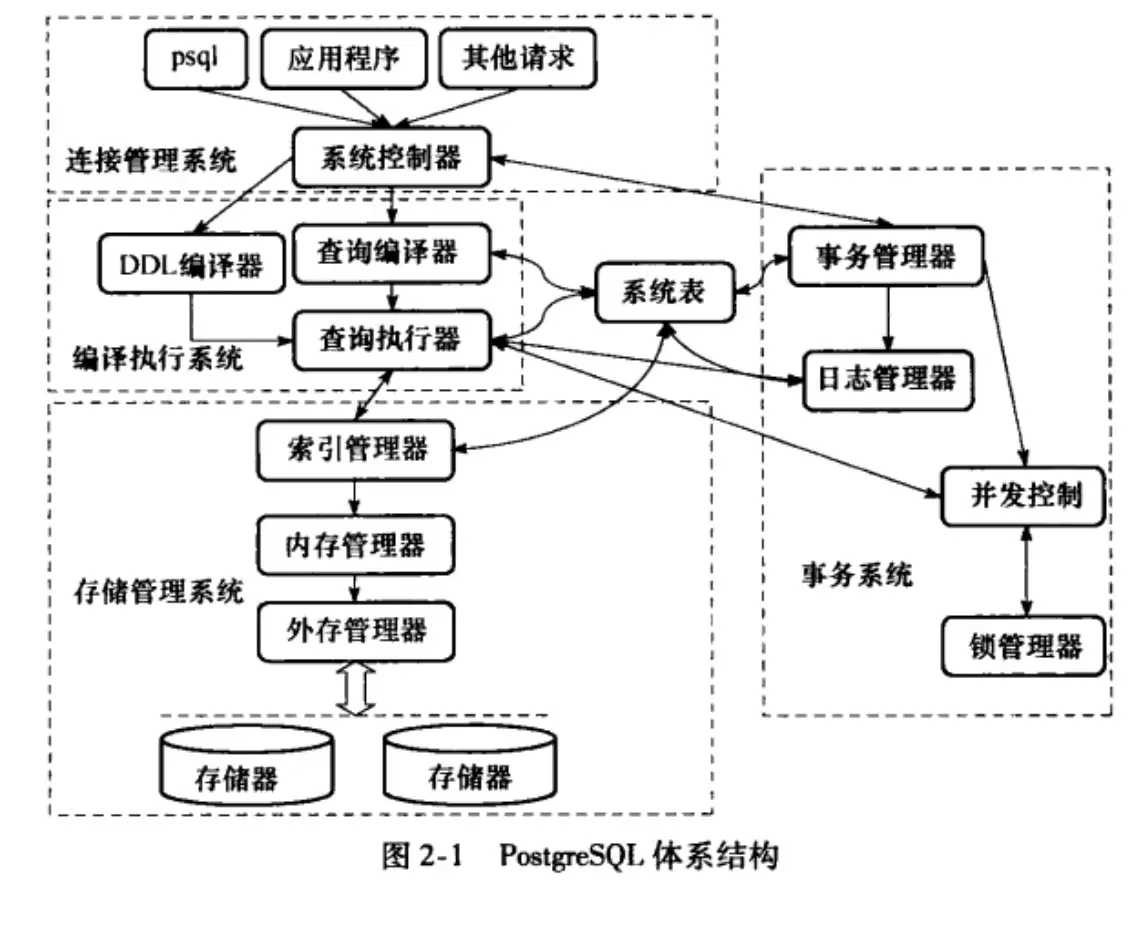 psql 应用程序 其他请求
连接管理系统 系统控制器
DDL编译器 查询编译器 系统表 事务管理器
编译执行系统 查询执行器 日志管理器
索引管理器
并发控制
内存管理器
存储管理系统 事务系统
外存管理器 锁管理器
存储器 存储器
图 2-1 PostgreSQL 体系结构